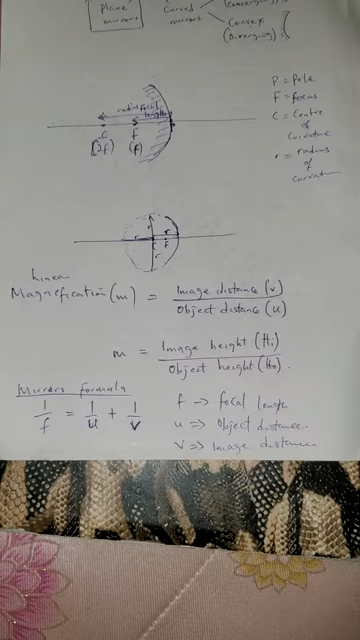 Plane mirrors
Curved mirrors
(Converging)
Convex
(Diverging)
radius
focal length
C
(2f)
F
(f)
P = Pole
F = focus
C = Centre
of
curvature
r = radius
of
curvature
r
r
F
r
Linear
Magnification (m) = Image distance (v) / Object distance (u)
m = Image height (Hi) / Object height (Ho).
Mirrors formula
1/f = 1/u + 1/v
f => focal length
u => Object distance
v => Image distance